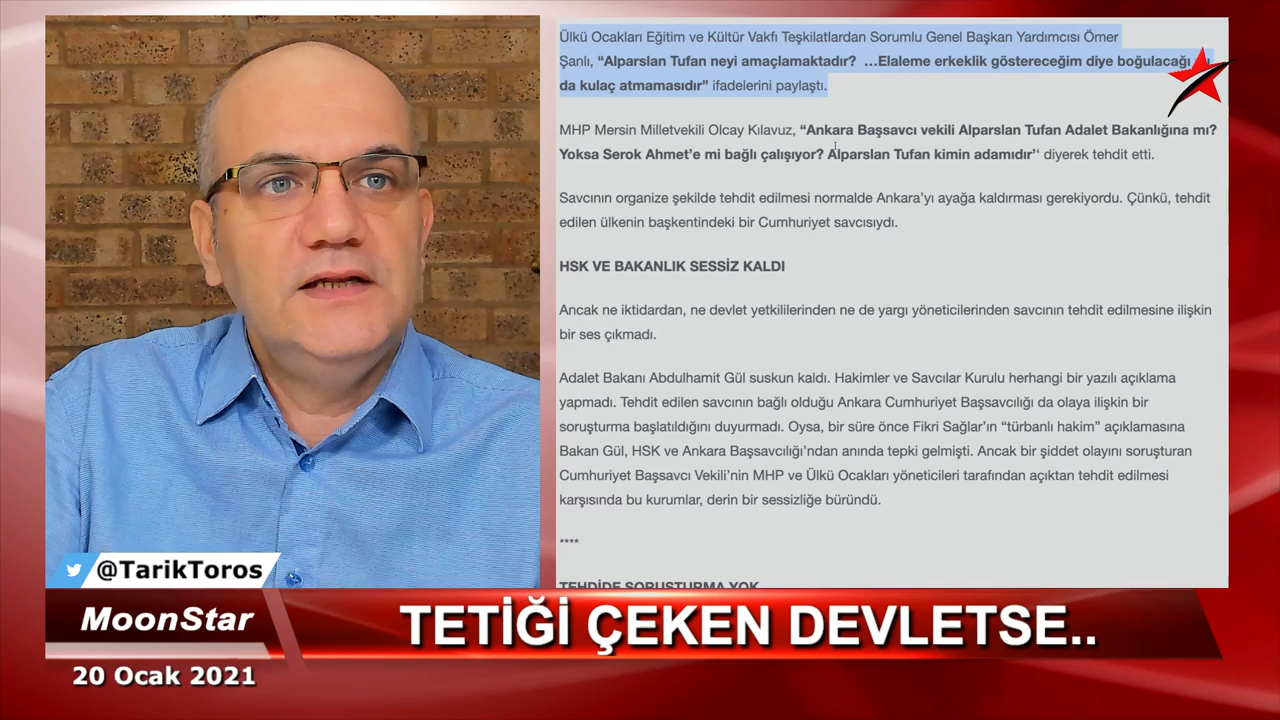 Ülkü Ocakları Eğitim ve Kültür Vakfı Teşkilatlardan Sorumlu Genel Başkan Yardımcısı Ömer
Şanlı, “Alparslan Tufan neyi amaçlamaktadır? …Elaleme erkeklik göstereceğim diye boğulacağı
da kulaç atmamasıdır” ifadelerini paylaştı.
MHP Mersin Milletvekili Olcay Kılavuz, “Ankara Başsavcı vekili Alparslan Tufan Adalet Bakanlığına mı?
Yoksa Serok Ahmet’e mi bağlı çalışıyor? Alparslan Tufan kimin adamıdır’‘ diyerek tehdit etti.
Savcının organize şekilde tehdit edilmesi normalde Ankara’yı ayağa kaldırması gerekiyordu. Çünkü, tehdit
edilen ülkenin başkentindeki bir Cumhuriyet savcısıydı.
HSK VE BAKANLIK SESSİZ KALDI
Ancak ne iktidardan, ne devlet yetkililerinden ne de yargı yöneticilerinden savcının tehdit edilmesine ilişkin
bir ses çıkmadı.
Adalet Bakanı Abdulhamit Gül suskun kaldı. Hakimler ve Savcılar Kurulu herhangi bir yazılı açıklama
yapmadı. Tehdit edilen savcının bağlı olduğu Ankara Cumhuriyet Başsavcılığı da olaya ilişkin bir
soruşturma başlatıldığını duyurmadı. Oysa, bir süre önce Fikri Sağlar’ın “türbanlı hakim” açıklamasına
Bakan Gül, HSK ve Ankara Başsavcılığı’ndan anında tepki gelmişti. Ancak bir şiddet olayını soruşturan
Cumhuriyet Başsavcı Vekili’nin MHP ve Ülkü Ocakları yöneticileri tarafından açıktan tehdit edilmesi
karşısında bu kurumlar, derin bir sessizliğe büründü.
****
TEHDİDE SORUŞTURMA YOK
@TarikToros
MoonStar
TETİĞİ ÇEKEN DEVLETSE..
20 Ocak 2021